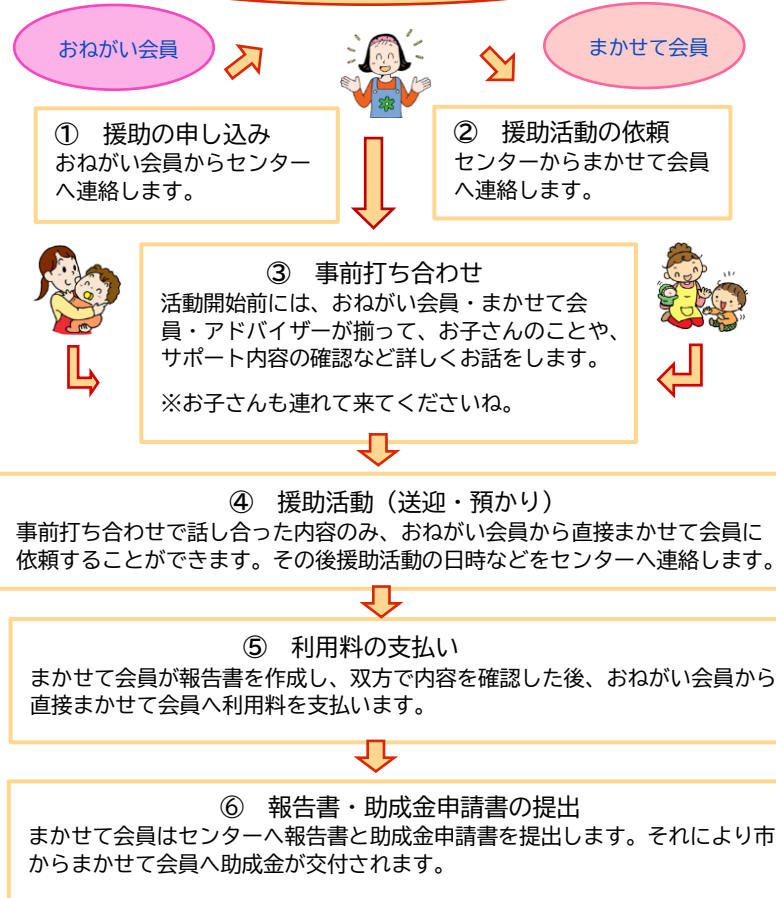 おねがい会員
まかせて会員
① 援助の申し込み
おねがい会員からセンター
へ連絡します。
② 援助活動の依頼
センターからまかせて会員
へ連絡します。
③ 事前打ち合わせ
活動開始前には、おねがい会員・まかせて会
員・アドバイザーが揃って、お子さんのことや、
サポート内容の確認など詳しくお話をします。
※お子さんも連れて来てくださいね。
④ 援助活動（送迎・預かり）
事前打ち合わせで話し合った内容のみ、おねがい会員から直接まかせて会員に
依頼することができます。その後援助活動の日時などをセンターへ連絡します。
⑤ 利用料の支払い
まかせて会員が報告書を作成し、双方で内容を確認した後、おねがい会員から
直接まかせて会員へ利用料を支払います。
⑥ 報告書・助成金申請書の提出
まかせて会員はセンターへ報告書と助成金申請書を提出します。それにより市
からまかせて会員へ助成金が交付されます。